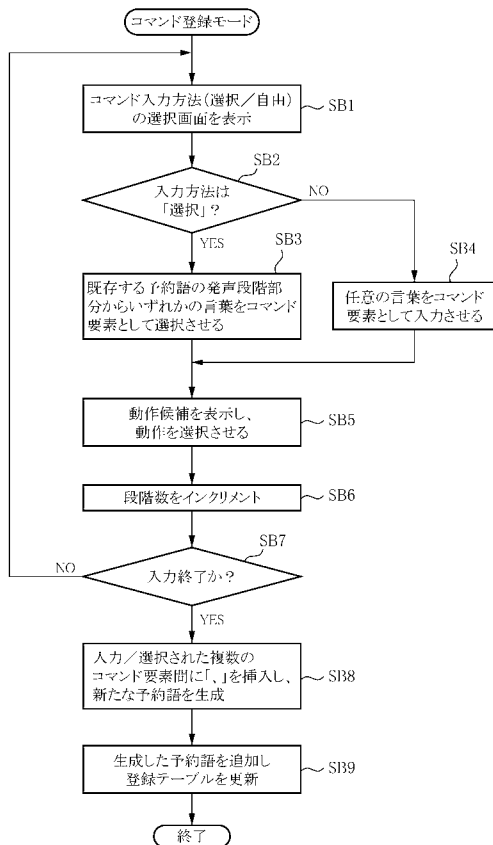 コマンド登録モード
コマンド入力方法(選択／自由)
の選択画面を表示
SB1
SB2
入力方法は
「選択」？
NO
YES
SB3
既存する予約語の発声段階部
分からいずれかの言葉をコマンド
要素として選択させる
SB4
任意の言葉をコマンド
要素として入力させる
動作候補を表示し、
動作を選択させる
SB5
段階数をインクリメント
SB6
SB7
入力終了か？
NO
YES
入力／選択された複数の
コマンド要素間に「、」を挿入し、
新たな予約語を生成
SB8
生成した予約語を追加し
登録テーブルを更新
SB9
終了